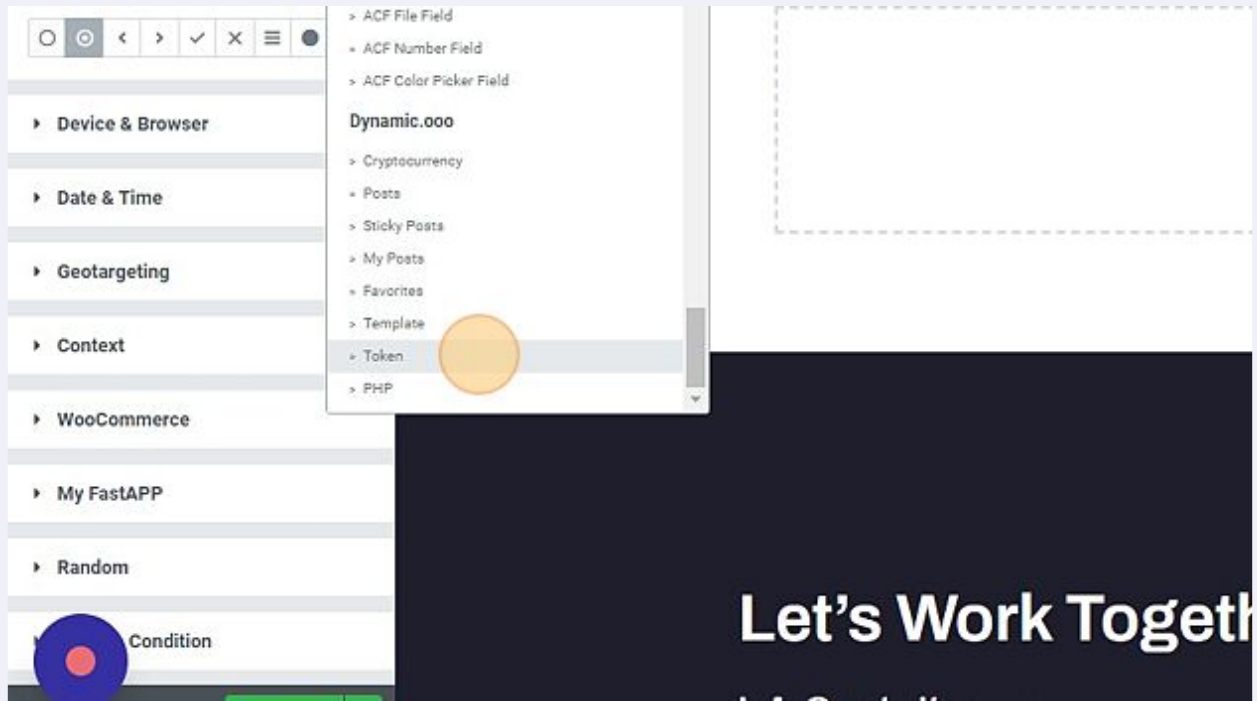 ACF File Field
ACF Number Field
ACF Color Picker Field
Dynamic.ooo
Cryptocurrency
Posts
Sticky Posts
My Posts
Favorites
Template
Token
PHP
Device & Browser
Date & Time
Geotargeting
Context
WooCommerce
My FastAPP
Random
Condition
Let’s Work Togeth